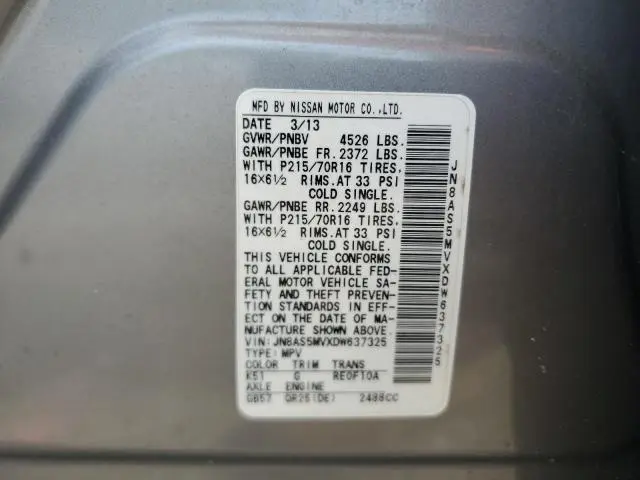 MFD BY NISSAN MOTOR CO.,LTD.
DATE 3/13
GVWR/PNBV 4526 LBS.
GAWR/PNBE FR. 2372 LBS.
WITH P215/70R16 TIRES,
16×6½ RIMS. AT 33 PSI
COLD SINGLE.
GAWR/PNBE RR. 2249 LBS.
WITH P215/70R16 TIRES,
16×6½ RIMS. AT 33 PSI
COLD SINGLE.
THIS VEHICLE CONFORMS
TO ALL APPLICABLE FED-
ERAL MOTOR VEHICLE SA-
FETY AND THEFT PREVEN-
TION STANDARDS IN EFF-
ECT ON THE DATE OF MA-
NUFACTURE SHOWN ABOVE.
VIN: JN8AS5MVXDW637325
TYPE: MPV
COLOR TRIM TRANS
K51 G RE0F10A
AXLE ENGINE
GB57 QR25(DE) 2488CC
JN8AS5MVXDW637325